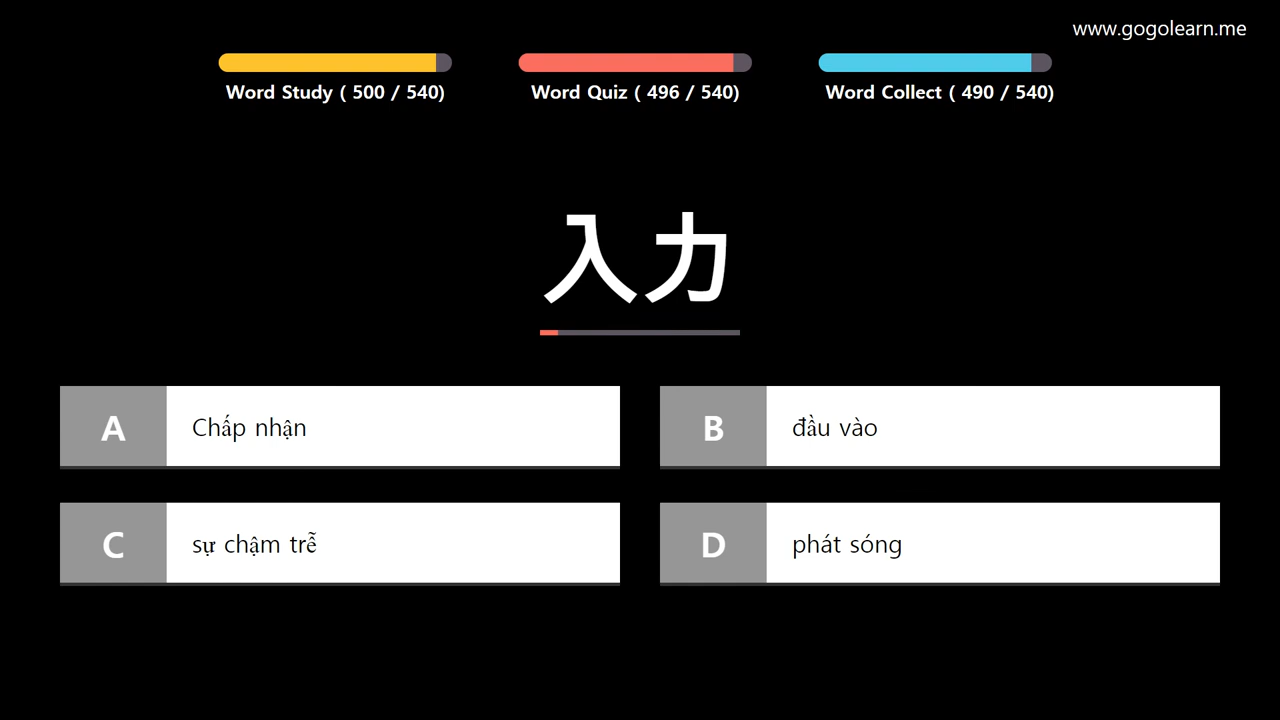 www.gogolearn.me
Word Study ( 500 / 540)
Word Quiz ( 496 / 540)
Word Collect ( 490 / 540)
入力
A Chấp nhận
B đầu vào
C sự chậm trễ
D phát sóng